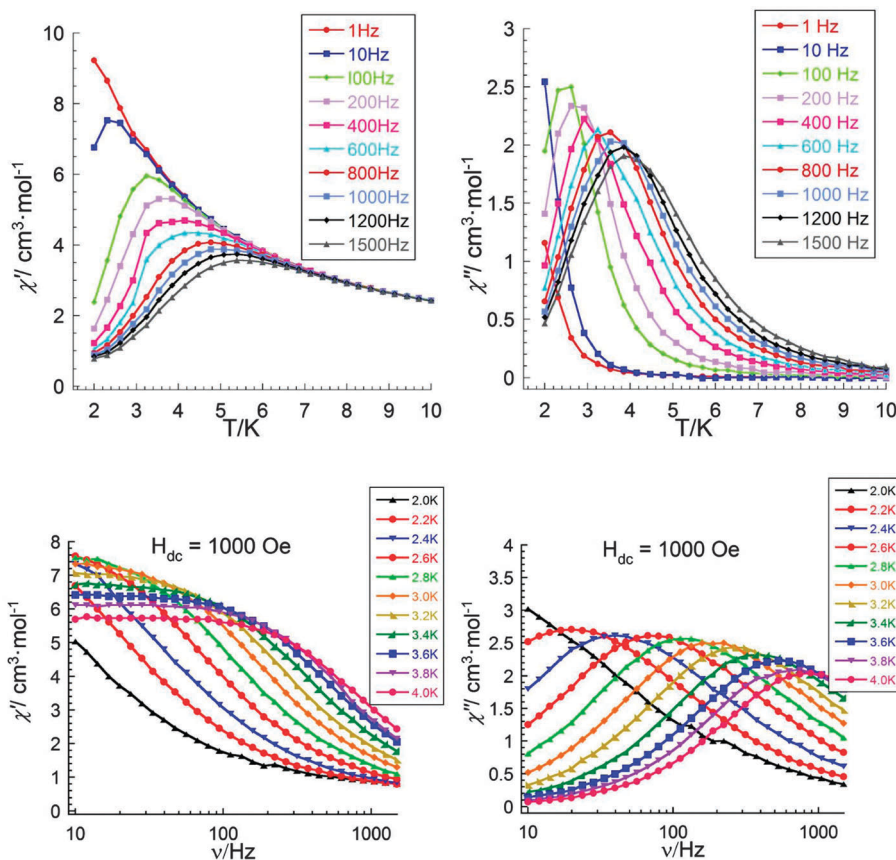 χ'/ cm³·mol⁻¹
10
8
6
4
2
0
1Hz
10Hz
l00Hz
200Hz
400Hz
600Hz
800Hz
1000Hz
1200Hz
1500Hz
2 3 4 5 6 7 8 9 10
T/K
χ''/ cm³·mol⁻¹
3
2.5
2
1.5
1
0.5
0
1 Hz
10 Hz
100 Hz
200 Hz
400 Hz
600 Hz
800 Hz
1000 Hz
1200 Hz
1500 Hz
2 3 4 5 6 7 8 9 10
T/K
χ'/ cm³·mol⁻¹
8
7
6
5
4
3
2
1
0
H_dc = 1000 Oe
2.0K
2.2K
2.4K
2.6K
2.8K
3.0K
3.2K
3.4K
3.6K
3.8K
4.0K
10 100 1000
ν/Hz
χ''/ cm³·mol⁻¹
4
3.5
3
2.5
2
1.5
1
0.5
0
H_dc = 1000 Oe
2.0K
2.2K
2.4K
2.6K
2.8K
3.0K
3.2K
3.4K
3.6K
3.8K
4.0K
10 100 1000
ν/Hz